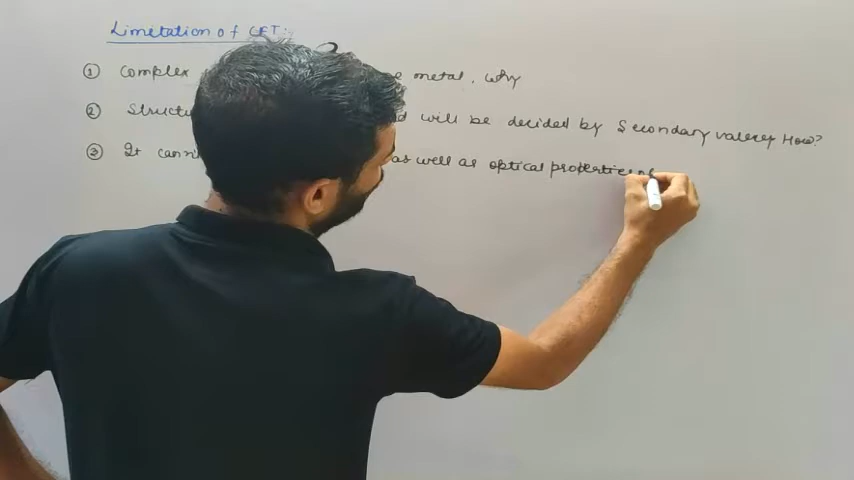 Limitation of CFT:
① Complex metal, why
② Structu d will be decided by Secondary valency How?
③ It cann as well as optical properties of